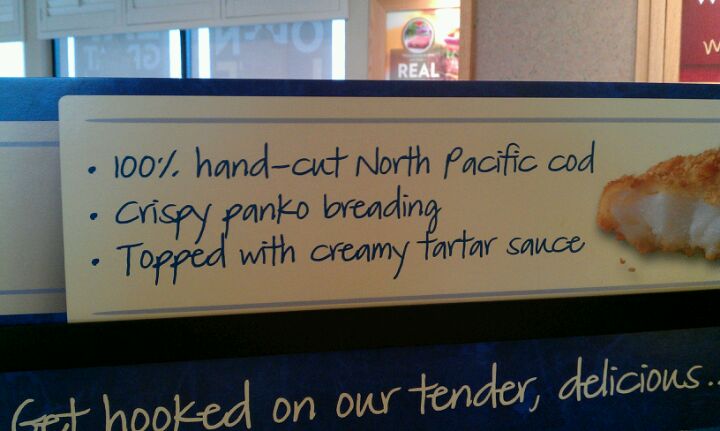 REAL
• 100% hand-cut North Pacific cod
• Crispy panko breading
• Topped with creamy tartar sauce
Get hooked on our tender, delicious..